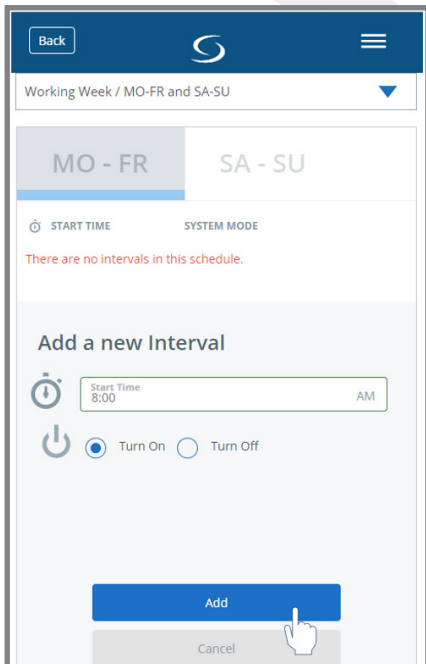 Back
Working Week / MO-FR and SA-SU
MO - FR SA - SU
START TIME SYSTEM MODE
There are no intervals in this schedule.
Add a new Interval
Start Time
8:00 AM
Turn On Turn Off
Add
Cancel